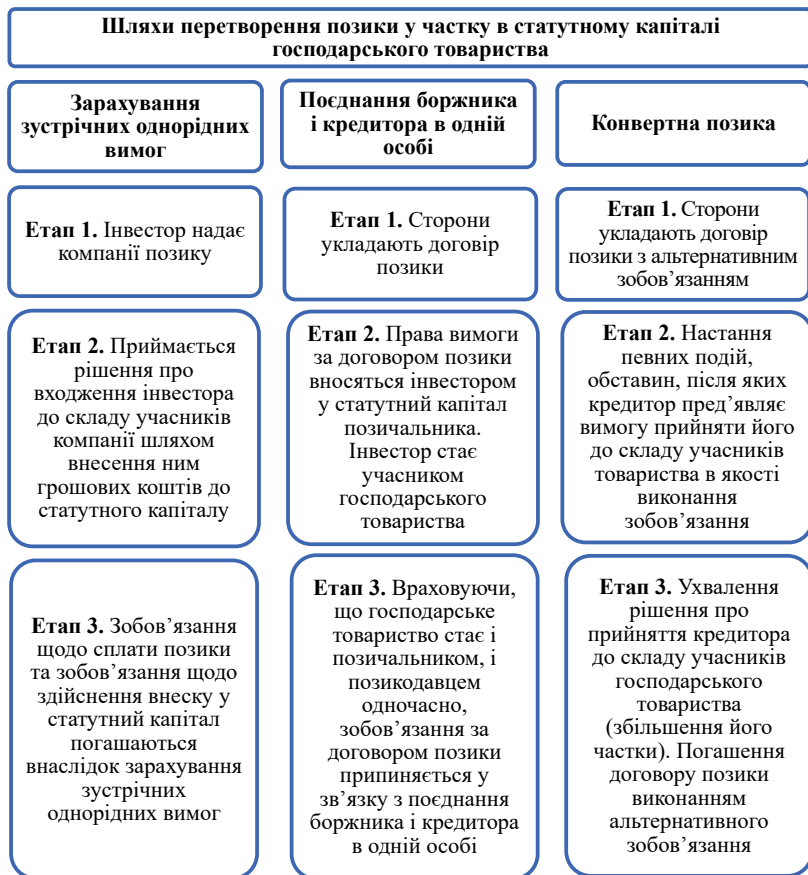 Шляхи перетворення позики у частку в статутному капіталі
господарського товариства
Зарахування
зустрічних однорідних
вимог
Поєднання боржника
і кредитора в одній
особі
Конвертна позика
Етап 1. Інвестор надає
компанії позику
Етап 1. Сторони
укладають договір
позики
Етап 1. Сторони
укладають договір
позики з альтернативним
зобов’язанням
Етап 2. Приймається
рішення про
входження інвестора
до складу учасників
компанії шляхом
внесення ним
грошових коштів до
статутного капіталу
Етап 2. Права вимоги
за договором позики
вносяться інвестором
у статутний капітал
позичальника.
Інвестор стає
учасником
господарського
товариства
Етап 2. Настання
певних подій,
обставин, після яких
кредитор пред’являє
вимогу прийняти його
до складу учасників
товариства в якості
виконання
зобов’язання
Етап 3. Зобов’язання
щодо сплати позики
та зобов’язання щодо
здійснення внеску у
статутний капітал
погашаються
внаслідок зарахування
зустрічних
однорідних вимог
Етап 3. Враховуючи,
що господарське
товариство стає і
позичальником, і
позикодавцем
одночасно,
зобов’язання за
договором позики
припиняється у
зв’язку з поєднання
боржника і кредитора
в одній особі
Етап 3. Ухвалення
рішення про
прийняття кредитора
до складу учасників
господарського
товариства
(збільшення його
частки). Погашення
договору позики
виконанням
альтернативного
зобов’язання